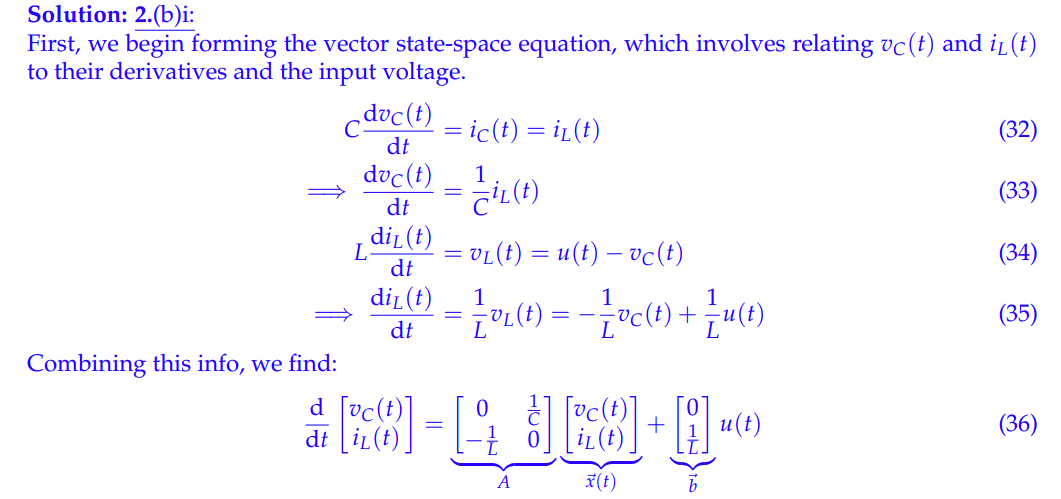 Solution: 2.(b)i:
First, we begin forming the vector state-space equation, which involves relating $v_C(t)$ and $i_L(t)$
to their derivatives and the input voltage.
$C\frac{\mathrm{d}v_C(t)}{\mathrm{d}t} = i_C(t) = i_L(t)$ (32)
$\implies \frac{\mathrm{d}v_C(t)}{\mathrm{d}t} = \frac{1}{C}i_L(t)$ (33)
$L\frac{\mathrm{d}i_L(t)}{\mathrm{d}t} = v_L(t) = u(t) - v_C(t)$ (34)
$\implies \frac{\mathrm{d}i_L(t)}{\mathrm{d}t} = \frac{1}{L}v_L(t) = -\frac{1}{L}v_C(t) + \frac{1}{L}u(t)$ (35)
Combining this info, we find:
$\frac{\mathrm{d}}{\mathrm{d}t}\begin{bmatrix} v_C(t) \\ i_L(t) \end{bmatrix} = \underbrace{\begin{bmatrix} 0 & \frac{1}{C} \\ -\frac{1}{L} & 0 \end{bmatrix}}_{A} \underbrace{\begin{bmatrix} v_C(t) \\ i_L(t) \end{bmatrix}}_{\vec{x}(t)} + \underbrace{\begin{bmatrix} 0 \\ \frac{1}{L} \end{bmatrix}}_{\vec{b}} u(t)$ (36)